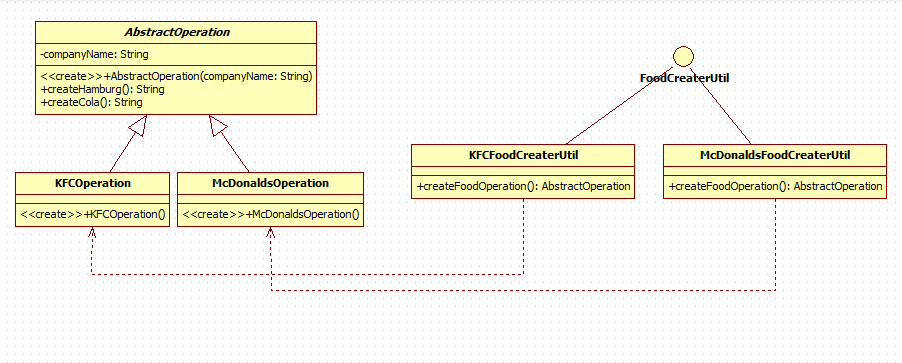 AbstractOperation
-companyName: String
<<create>>+AbstractOperation(companyName: String)
+createHamburg(): String
+createCola(): String
FoodCreaterUtil
KFCFoodCreaterUtil
+createFoodOperation(): AbstractOperation
McDonaldsFoodCreaterUtil
+createFoodOperation(): AbstractOperation
KFCOperation
<<create>>+KFCOperation()
McDonaldsOperation
<<create>>+McDonaldsOperation()